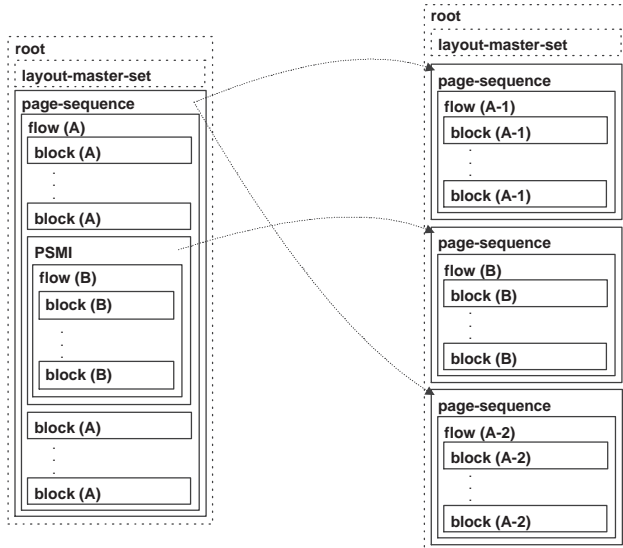 root
layout-master-set
page-sequence
flow (A)
block (A)
block (A)
PSMI
flow (B)
block (B)
block (B)
block (A)
block (A)
root
layout-master-set
page-sequence
flow (A-1)
block (A-1)
block (A-1)
page-sequence
flow (B)
block (B)
block (B)
page-sequence
flow (A-2)
block (A-2)
block (A-2)